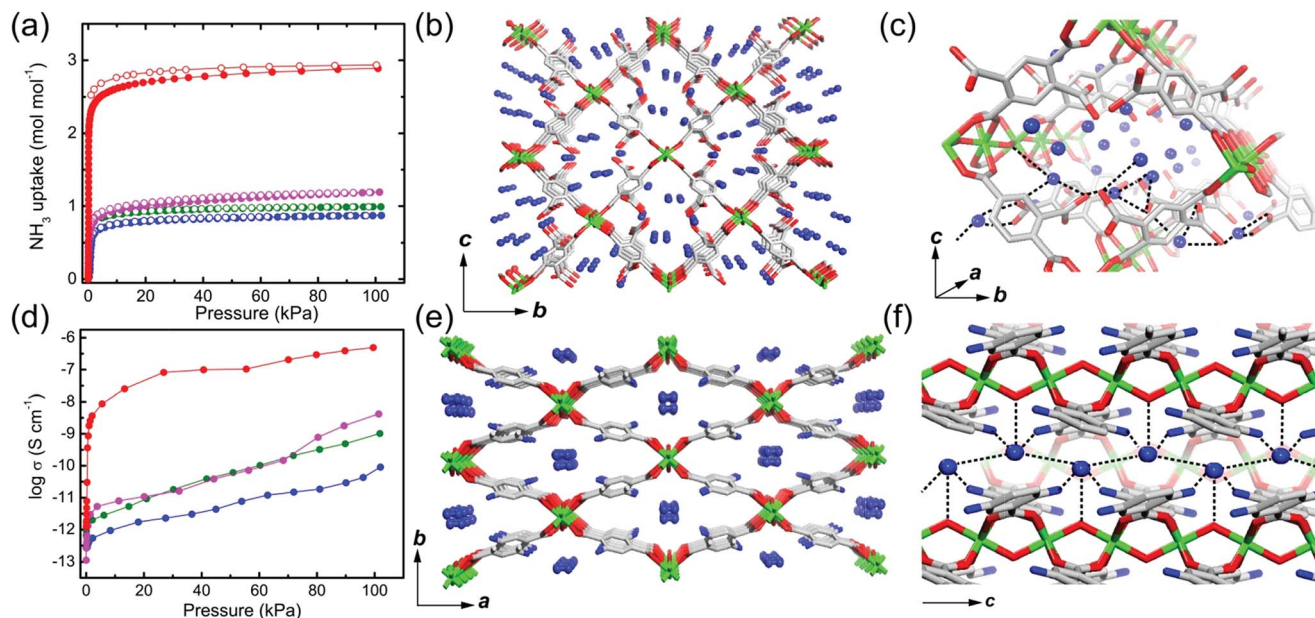 (a)
NH₃ uptake (mol mol⁻¹)
3
2
1
0
0 20 40 60 80 100
Pressure (kPa)
(b)
c
b
(c)
c
a
b
(d)
log σ (S cm⁻¹)
-6
-7
-8
-9
-10
-11
-12
-13
0 20 40 60 80 100
Pressure (kPa)
(e)
b
a
(f)
c